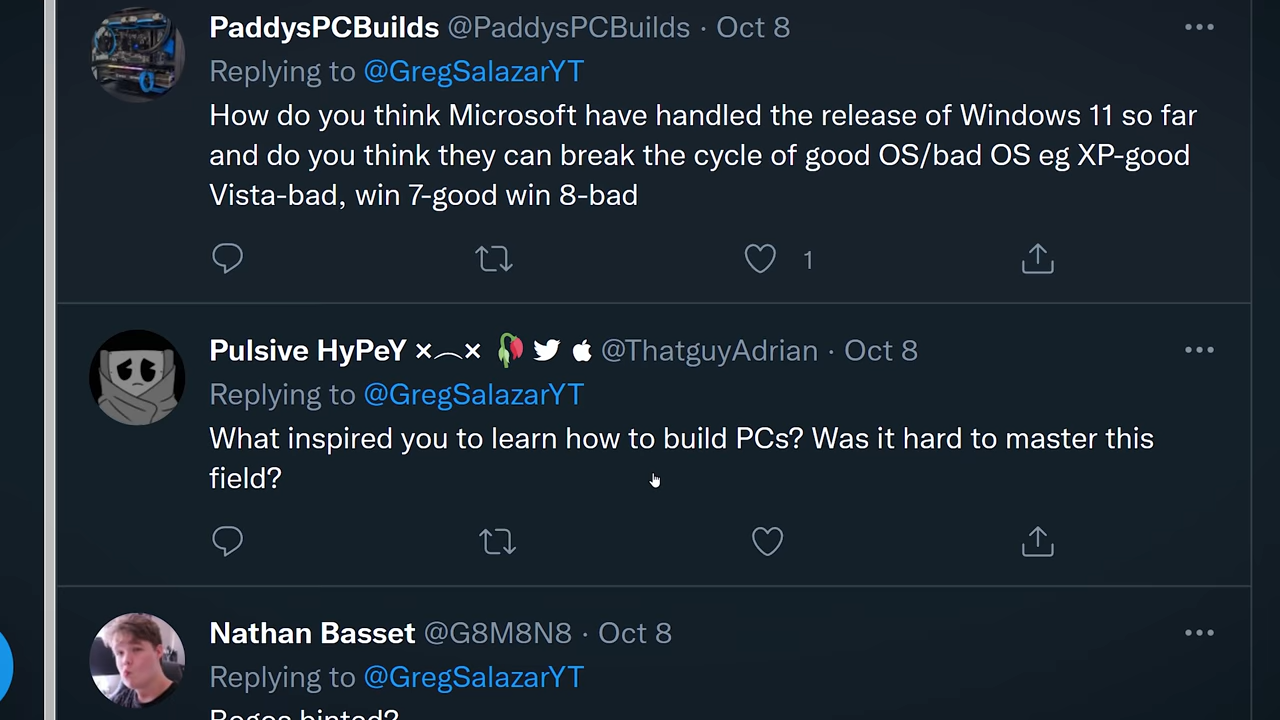 PaddysPCBuilds @PaddysPCBuilds · Oct 8
Replying to @GregSalazarYT
How do you think Microsoft have handled the release of Windows 11 so far
and do you think they can break the cycle of good OS/bad OS eg XP-good
Vista-bad, win 7-good win 8-bad
1
Pulsive HyPeY ×︵× 🥀 @ThatguyAdrian · Oct 8
Replying to @GregSalazarYT
What inspired you to learn how to build PCs? Was it hard to master this
field?
Nathan Basset @G8M8N8 · Oct 8
Replying to @GregSalazarYT
Bogos binted?